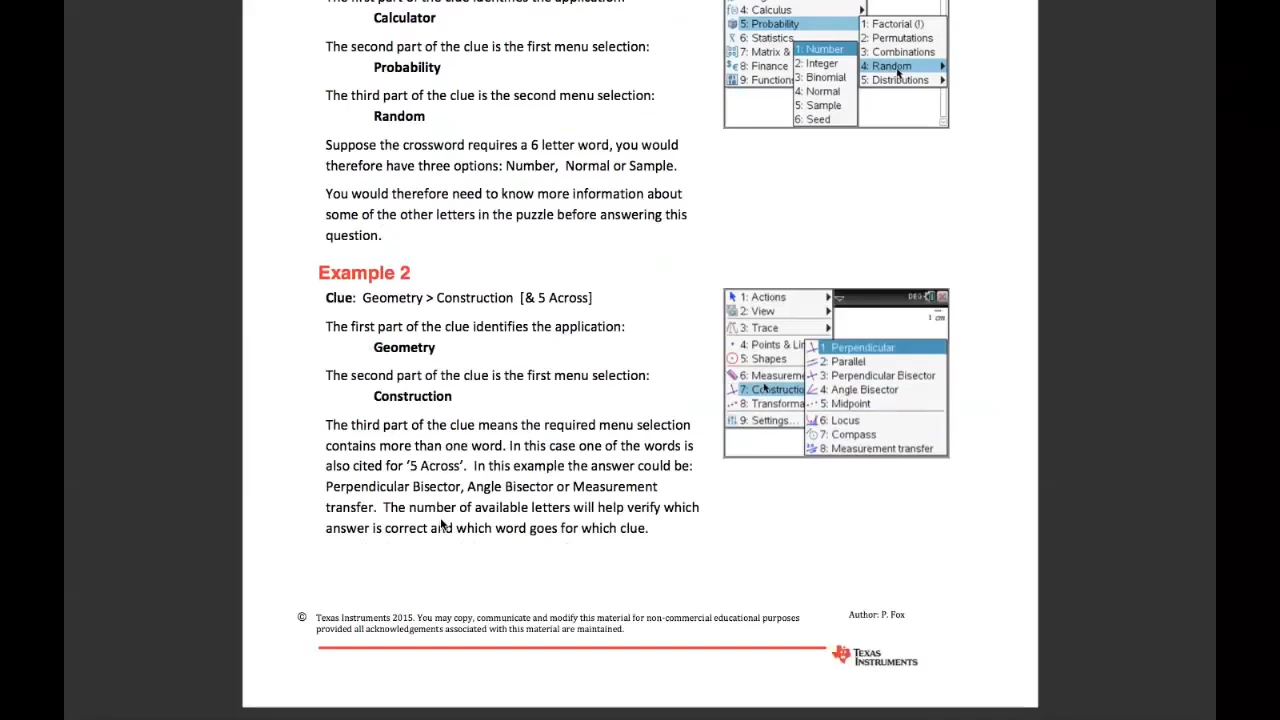 The first part of the clue identifies the application:
Calculator
The second part of the clue is the first menu selection:
Probability
The third part of the clue is the second menu selection:
Random
Suppose the crossword requires a 6 letter word, you would
therefore have three options: Number, Normal or Sample.
You would therefore need to know more information about
some of the other letters in the puzzle before answering this
question.
4: Calculus
5: Probability
6: Statistics
7: Matrix &
8: Finance
9: Function
1: Number
2: Integer
3: Binomial
4: Normal
5: Sample
6: Seed
1: Factorial (!)
2: Permutations
3: Combinations
4: Random
5: Distributions
Example 2
Clue: Geometry > Construction [& 5 Across]
The first part of the clue identifies the application:
Geometry
The second part of the clue is the first menu selection:
Construction
The third part of the clue means the required menu selection
contains more than one word. In this case one of the words is
also cited for '5 Across'. In this example the answer could be:
Perpendicular Bisector, Angle Bisector or Measurement
transfer. The number of available letters will help verify which
answer is correct and which word goes for which clue.
1: Actions
2: View
3: Trace
4: Points & Lin
5: Shapes
6: Measureme
7: Constructio
8: Transforma
9: Settings...
DEG
1 cm
1: Perpendicular
2: Parallel
3: Perpendicular Bisector
4: Angle Bisector
5: Midpoint
6: Locus
7: Compass
8: Measurement transfer
© Texas Instruments 2015. You may copy, communicate and modify this material for non-commercial educational purposes
provided all acknowledgements associated with this material are maintained.
Author: P. Fox
TEXAS
INSTRUMENTS